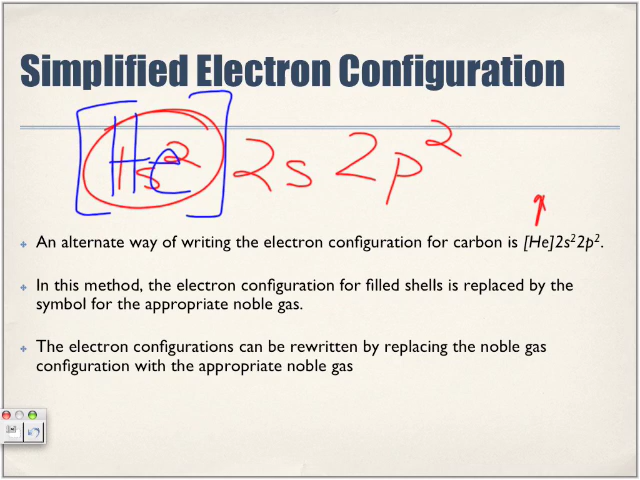 Simplified Electron Configuration
[He] 1s² 2s 2p²
An alternate way of writing the electron configuration for carbon is [He]2s²2p².
In this method, the electron configuration for filled shells is replaced by the
symbol for the appropriate noble gas.
The electron configurations can be rewritten by replacing the noble gas
configuration with the appropriate noble gas